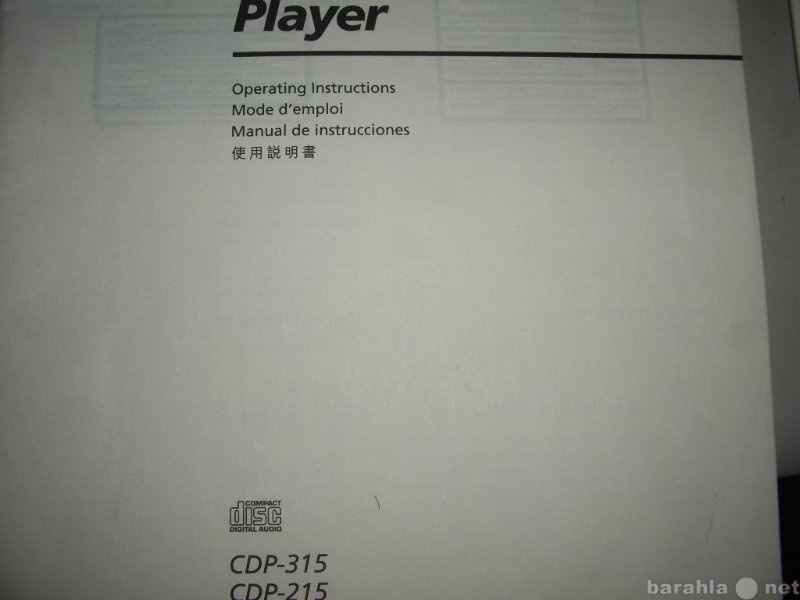 Player
Operating Instructions
Mode d'emploi
Manual de instrucciones
使用説明書
COMPACT
disc
DIGITAL AUDIO
CDP-315
CDP-215
barahla net